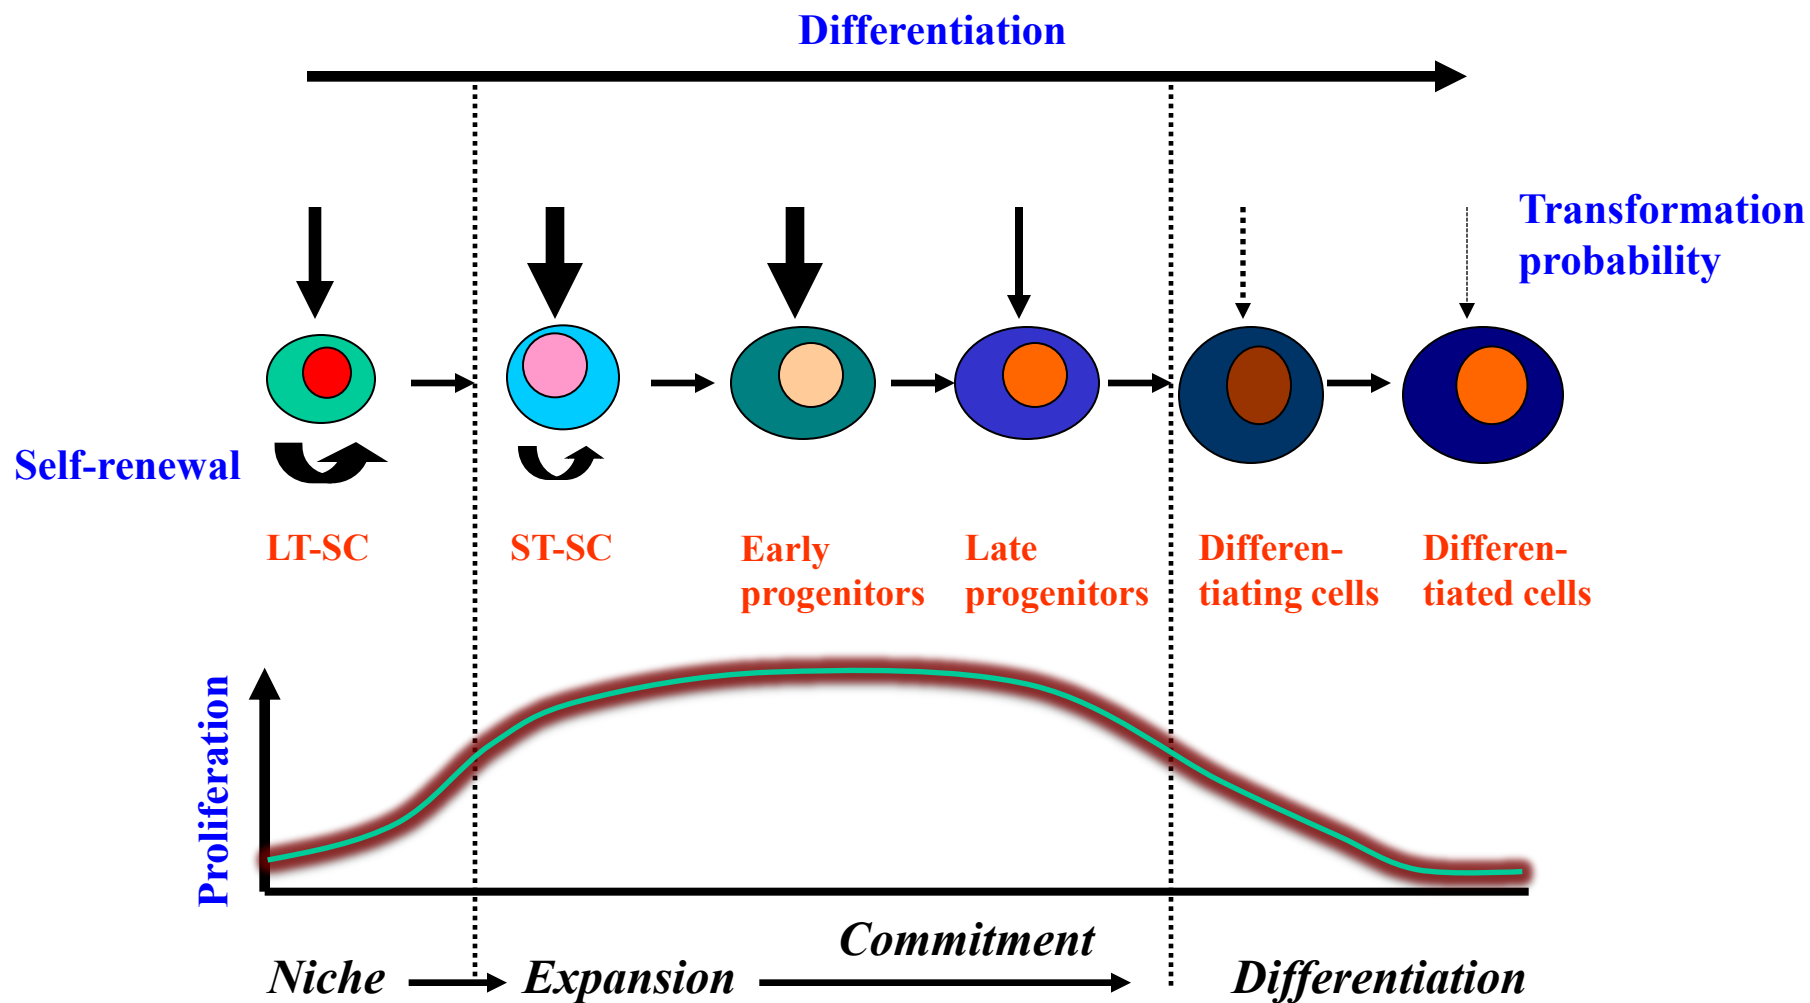 Differentiation
Transformation
probability
Self-renewal
LT-SC
ST-SC
Early
progenitors
Late
progenitors
Differen-
tiating cells
Differen-
tiated cells
Proliferation
Niche
Expansion
Commitment
Differentiation